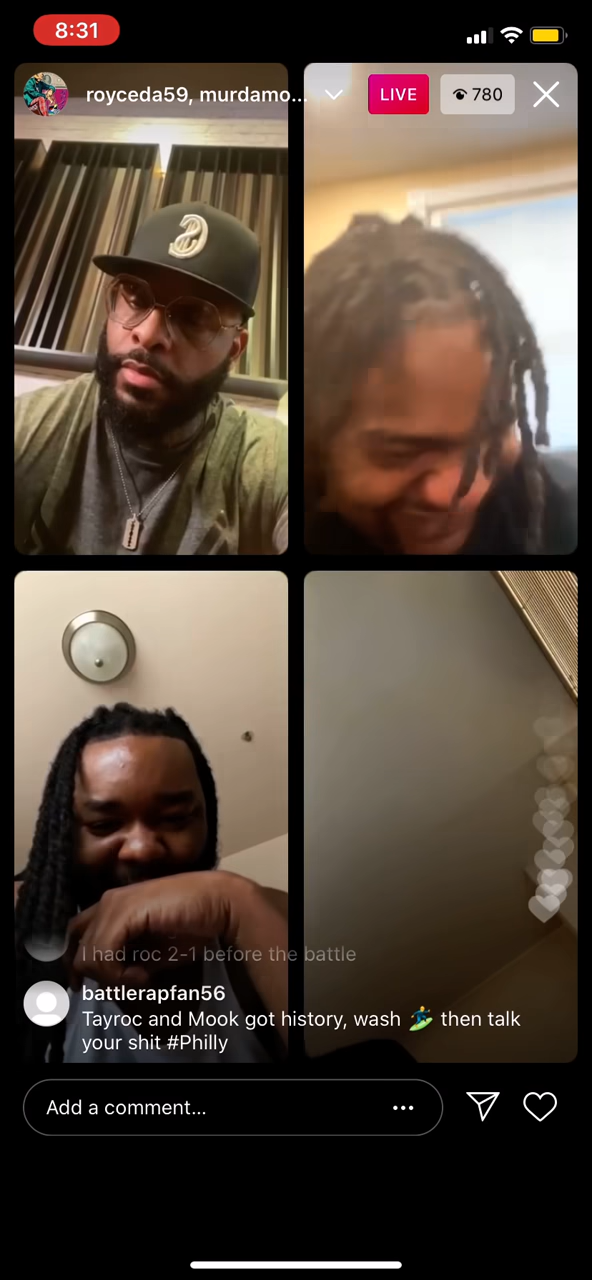 8:31
royceda59, murdamo...
LIVE
780
I had roc 2-1 before the battle
battlerapfan56
Tayroc and Mook got history, wash 🏄‍♂️ then talk
your shit #Philly
Add a comment...